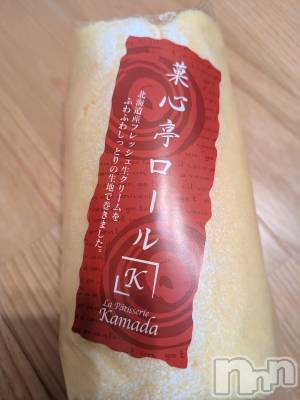 菓心亭ロール
北海道産フレッシュ生クリームを
ふわふわしっとりの生地で巻きました。
K
La Pâtisserie
Kamada